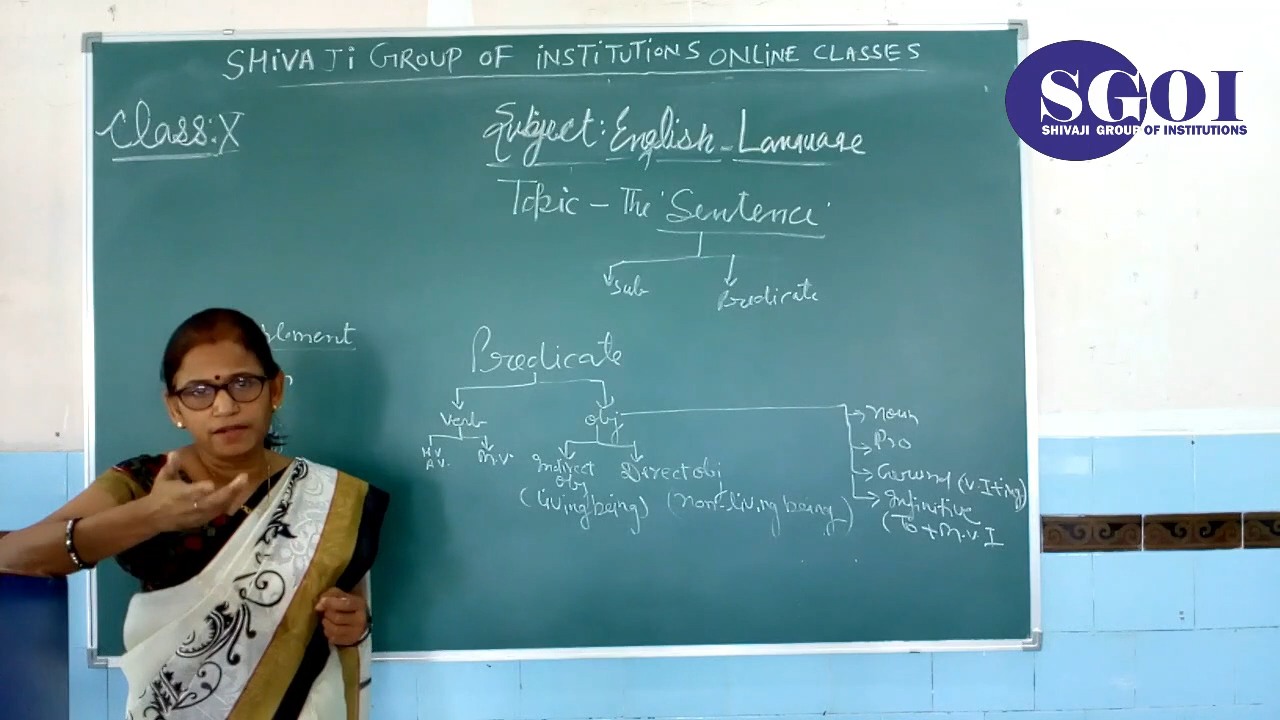 SHIVAJI GROUP OF INSTITUTIONS ONLINE CLASSES
SGOI
SHIVAJI GROUP OF INSTITUTIONS
Class:X
Subject: English Language
Topic - The 'Sentence'
Sub Predicate
Predicate
Verb obj
H.V M.V.
A.V.
Indirect obj Direct obj
(living being) (non-living being)
Noun
Pro
Gerund (V.I+ing)
Infinitive
(To + M.V. I